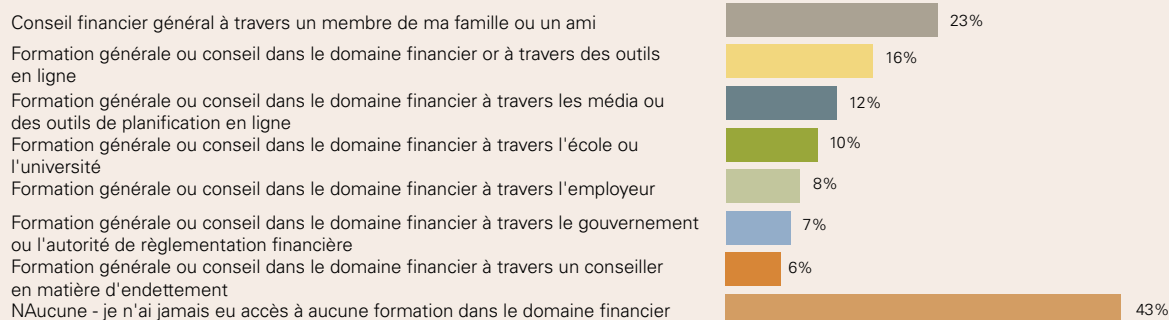 Conseil financier général à travers un membre de ma famille ou un ami
23%
Formation générale ou conseil dans le domaine financier or à travers des outils
en ligne
16%
Formation générale ou conseil dans le domaine financier à travers les média ou
des outils de planification en ligne
12%
Formation générale ou conseil dans le domaine financier à travers l'école ou
l'université
10%
Formation générale ou conseil dans le domaine financier à travers l'employeur
8%
Formation générale ou conseil dans le domaine financier à travers le gouvernement
ou l'autorité de règlementation financière
7%
Formation générale ou conseil dans le domaine financier à travers un conseiller
en matière d'endettement
6%
NAucune - je n'ai jamais eu accès à aucune formation dans le domaine financier
43%